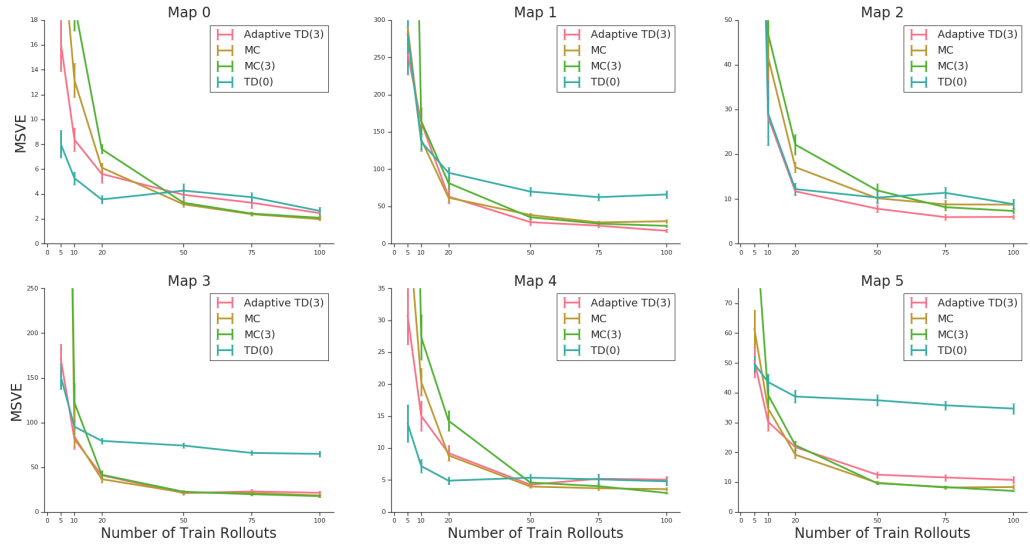 Map 0
MSVE
18
16
14
12
10
8
6
4
2
0
0 5 10 20 50 75 100
Adaptive TD(3)
MC
MC(3)
TD(0)
Map 1
300
250
200
150
100
50
0
0 5 10 20 50 75 100
Adaptive TD(3)
MC
MC(3)
TD(0)
Map 2
50
40
30
20
10
0
0 5 10 20 50 75 100
Adaptive TD(3)
MC
MC(3)
TD(0)
Map 3
MSVE
250
200
150
100
50
0
0 5 10 20 50 75 100
Adaptive TD(3)
MC
MC(3)
TD(0)
Number of Train Rollouts
Map 4
35
30
25
20
15
10
5
0
0 5 10 20 50 75 100
Adaptive TD(3)
MC
MC(3)
TD(0)
Number of Train Rollouts
Map 5
70
60
50
40
30
20
10
0
0 5 10 20 50 75 100
Adaptive TD(3)
MC
MC(3)
TD(0)
Number of Train Rollouts